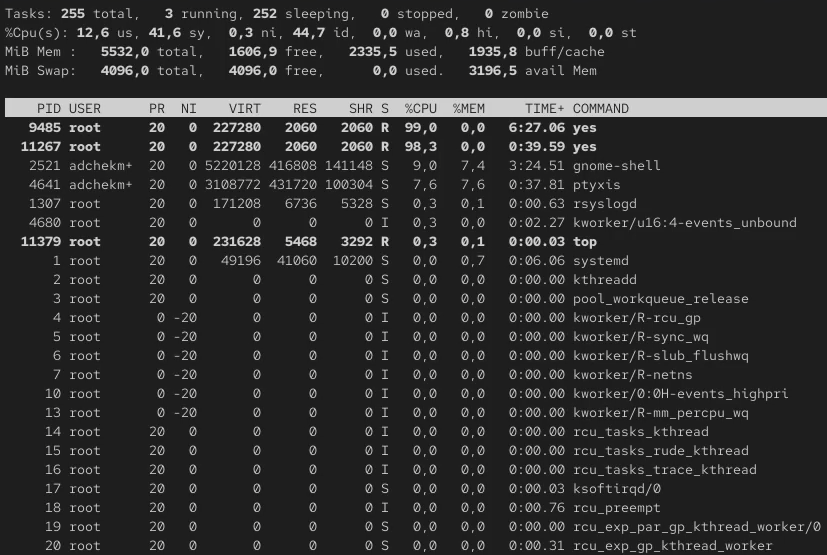 Tasks: 255 total,   3 running, 252 sleeping,   0 stopped,   0 zombie
%Cpu(s): 12,6 us, 41,6 sy,  0,3 ni, 44,7 id,  0,0 wa,  0,8 hi,  0,0 si,  0,0 st
MiB Mem :   5532,0 total,   1606,9 free,   2335,5 used,   1935,8 buff/cache
MiB Swap:   4096,0 total,   4096,0 free,      0,0 used.   3196,5 avail Mem
PID USER      PR  NI    VIRT    RES    SHR S  %CPU  %MEM     TIME+ COMMAND
9485 root      20   0  227280   2060   2060 R  99,0   0,0   6:27.06 yes
11267 root      20   0  227280   2060   2060 R  98,3   0,0   0:39.59 yes
2521 adchekm+  20   0 5220128 416808 141148 S   9,0   7,4   3:24.51 gnome-shell
4641 adchekm+  20   0 3108772 431720 100304 S   7,6   7,6   0:37.81 ptyxis
1307 root      20   0  171208   6736   5328 S   0,3   0,1   0:00.63 rsyslogd
4680 root      20   0       0      0      0 I   0,3   0,0   0:02.27 kworker/u16:4-events_unbound
11379 root      20   0  231628   5468   3292 R   0,3   0,1   0:00.03 top
1 root      20   0   49196  41060  10200 S   0,0   0,7   0:06.06 systemd
2 root      20   0       0      0      0 S   0,0   0,0   0:00.00 kthreadd
3 root      20   0       0      0      0 S   0,0   0,0   0:00.00 pool_workqueue_release
4 root       0 -20       0      0      0 I   0,0   0,0   0:00.00 kworker/R-rcu_gp
5 root       0 -20       0      0      0 I   0,0   0,0   0:00.00 kworker/R-sync_wq
6 root       0 -20       0      0      0 I   0,0   0,0   0:00.00 kworker/R-slub_flushwq
7 root       0 -20       0      0      0 I   0,0   0,0   0:00.00 kworker/R-netns
10 root       0 -20       0      0      0 I   0,0   0,0   0:00.00 kworker/0:0H-events_highpri
13 root       0 -20       0      0      0 I   0,0   0,0   0:00.00 kworker/R-mm_percpu_wq
14 root      20   0       0      0      0 I   0,0   0,0   0:00.00 rcu_tasks_kthread
15 root      20   0       0      0      0 I   0,0   0,0   0:00.00 rcu_tasks_rude_kthread
16 root      20   0       0      0      0 I   0,0   0,0   0:00.00 rcu_tasks_trace_kthread
17 root      20   0       0      0      0 S   0,0   0,0   0:00.03 ksoftirqd/0
18 root      20   0       0      0      0 I   0,0   0,0   0:00.76 rcu_preempt
19 root      20   0       0      0      0 S   0,0   0,0   0:00.00 rcu_exp_par_gp_kthread_worker/0
20 root      20   0       0      0      0 S   0,0   0,0   0:00.31 rcu_exp_gp_kthread_worker